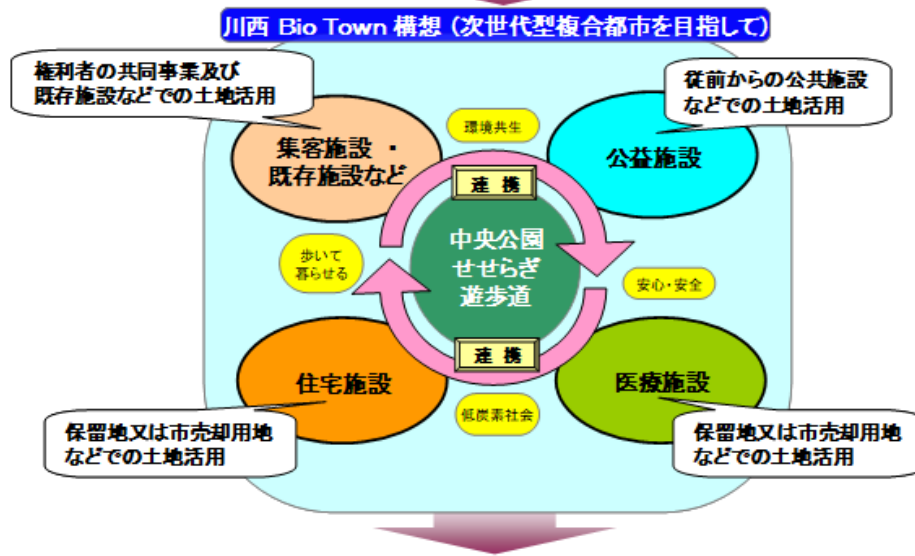 川西 Bio Town 構想（次世代型複合都市を目指して）
権利者の共同事業及び
既存施設などでの土地活用
従前からの公共施設
などでの土地活用
環境共生
集客施設 ・
既存施設など
公益施設
連 携
中央公園
せせらぎ
遊歩道
歩いて
暮らせる
安心・安全
連 携
住宅施設
医療施設
低炭素社会
保留地又は市売却用地
などでの土地活用
保留地又は市売却用地
などでの土地活用